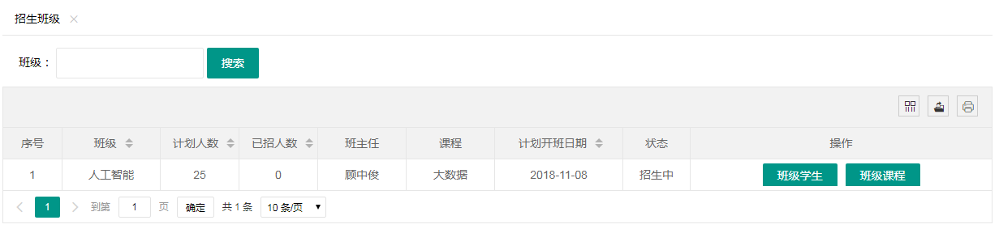 招生班级
班级： 搜索
序号 班级 计划人数 已招人数 班主任 课程 计划开班日期 状态 操作
1 人工智能 25 0 顾中俊 大数据 2018-11-08 招生中 班级学生 班级课程
1 到第 1 页 确定 共 1 条 10 条/页